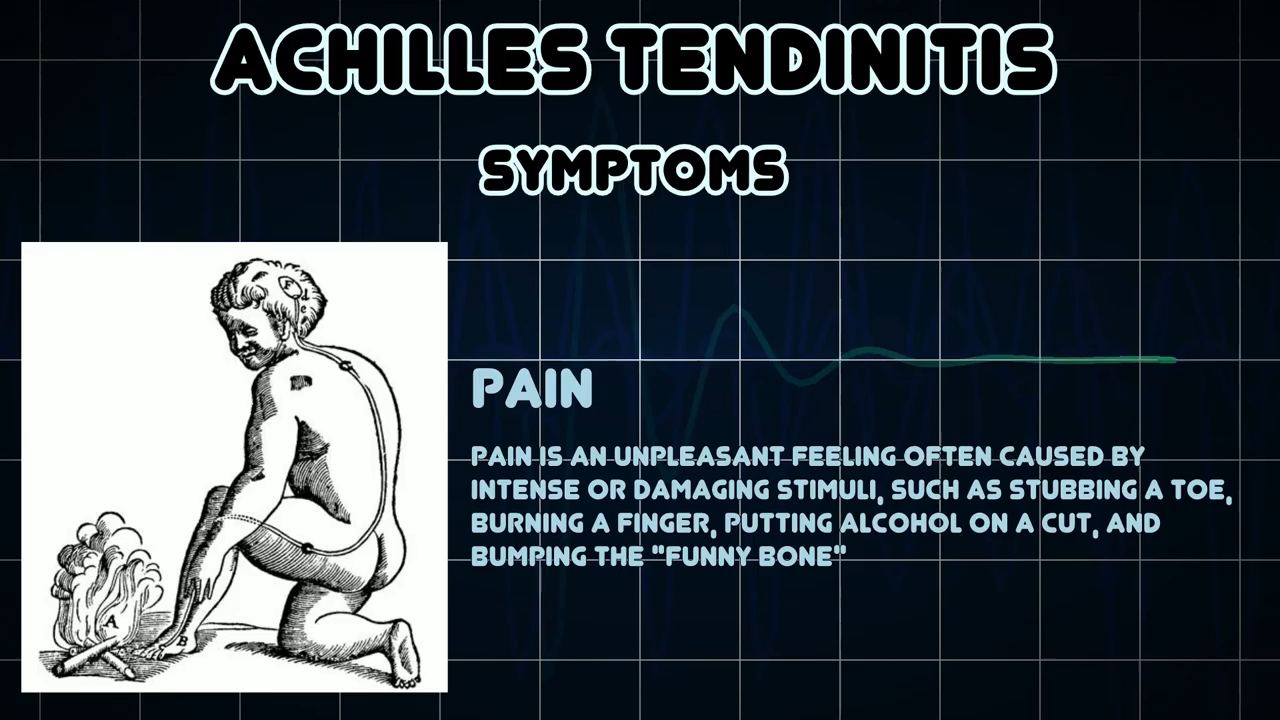 ACHILLES TENDINITIS
SYMPTOMS
PAIN
PAIN IS AN UNPLEASANT FEELING OFTEN CAUSED BY
INTENSE OR DAMAGING STIMULI, SUCH AS STUBBING A TOE,
BURNING A FINGER, PUTTING ALCOHOL ON A CUT, AND
BUMPING THE "FUNNY BONE"
F
A
B